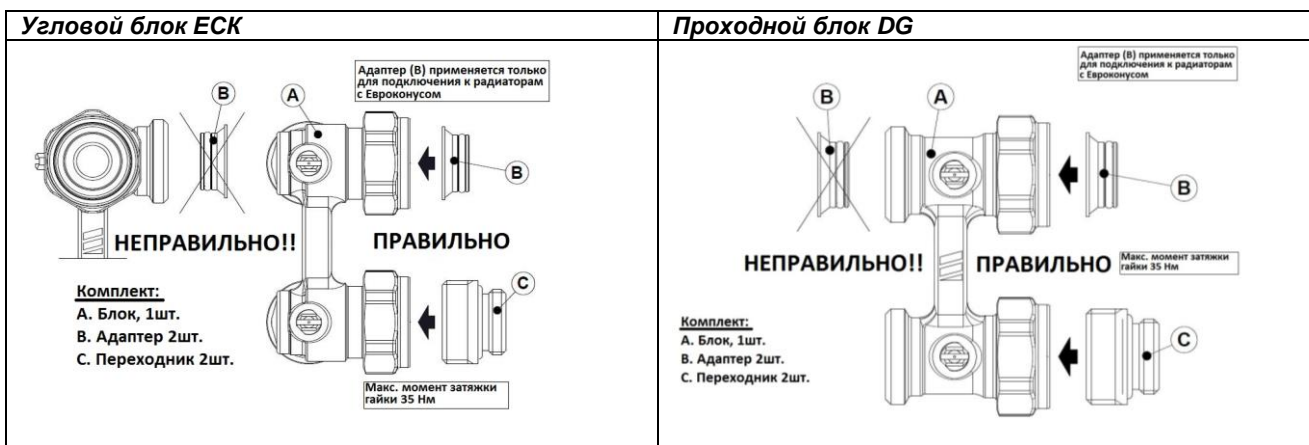 Угловой блок ЕСК
Адаптер (В) применяется только
для подключения к радиаторам
с Евроконусом
B
A
B
НЕПРАВИЛЬНО!!
ПРАВИЛЬНО
C
Комплект:
А. Блок, 1шт.
В. Адаптер 2шт.
С. Переходник 2шт.
Макс. момент затяжки
гайки 35 Нм
Проходной блок DG
Адаптер (В) применяется только
для подключения к радиаторам
с Евроконусом
B
A
B
НЕПРАВИЛЬНО!!
ПРАВИЛЬНО
Макс. момент затяжки
гайки 35 Нм
C
Комплект:
А. Блок, 1шт.
В. Адаптер 2шт.
С. Переходник 2шт.